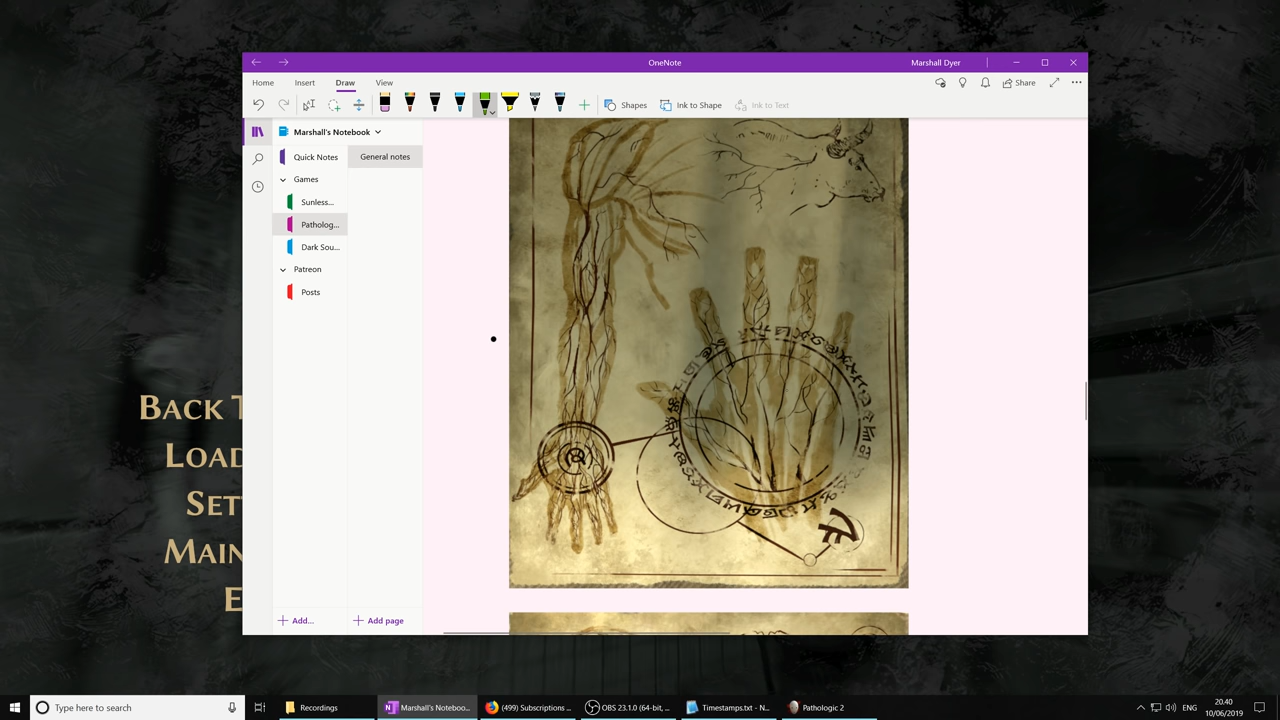 OneNote
Marshall Dyer
Home
Insert
Draw
View
Share
Shapes
Ink to Shape
Ink to Text
Marshall's Notebook
Quick Notes
General notes
Games
Sunless...
Patholog...
Dark Sou...
Patreon
Posts
Add...
Add page
BACK T
LOAD
SET
MAIN
E
Type here to search
Recordings
Marshall's Noteboo...
(499) Subscriptions ...
OBS 23.1.0 (64-bit, ...
Timestamps.txt - N...
Pathologic 2
ENG
20.40
10/06/2019